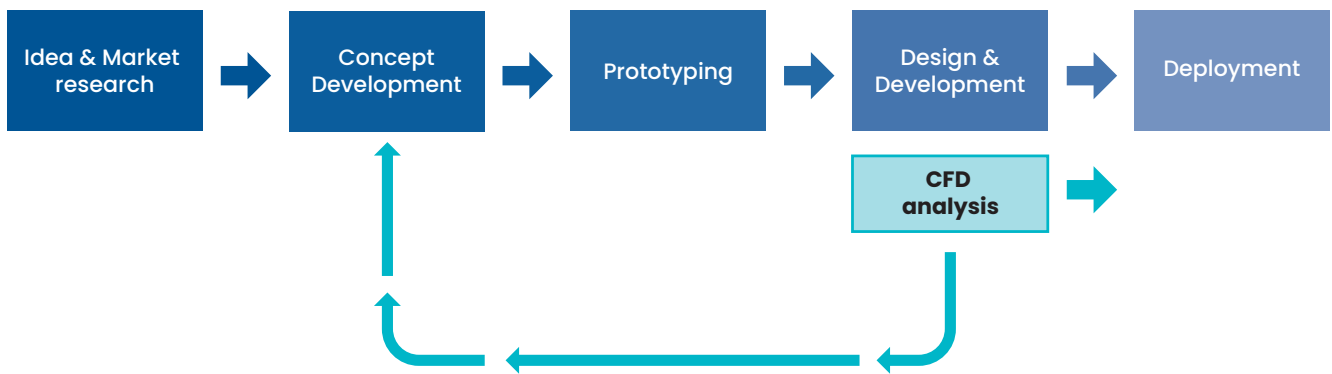 Idea & Market
research
Concept
Development
Prototyping
Design &
Development
Deployment
CFD
analysis